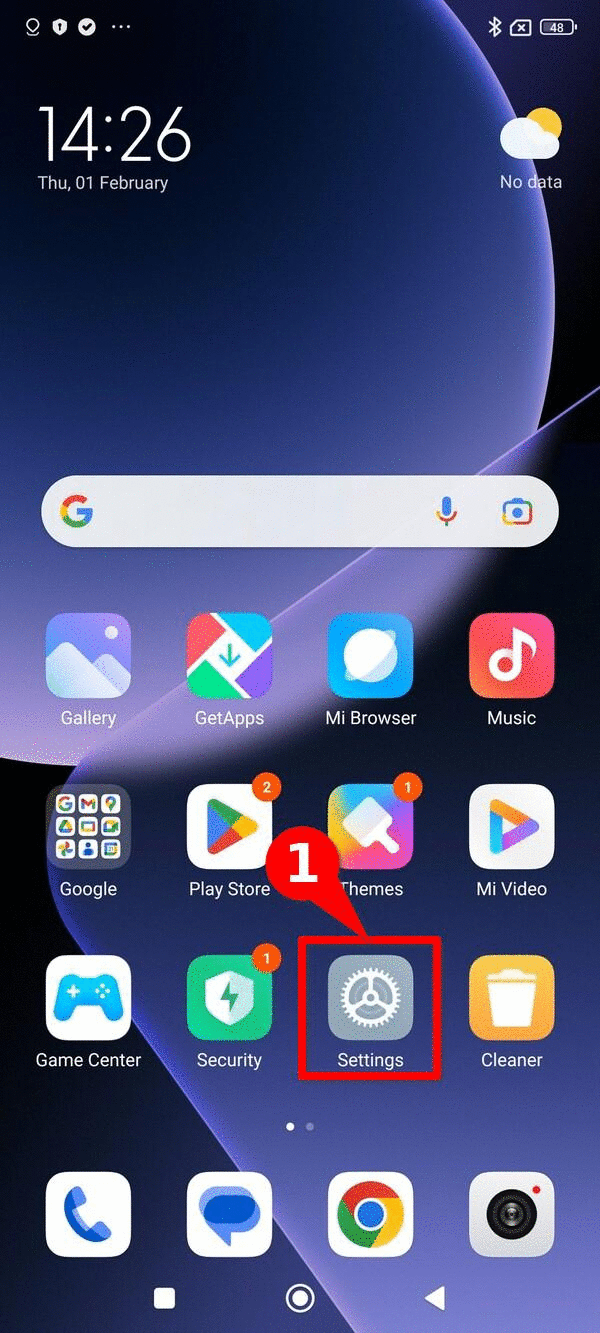 48
14:26
Thu, 01 February
No data
Gallery
GetApps
Mi Browser
Music
2
1
Google
Play Store
Themes
Mi Video
1
1
Game Center
Security
Settings
Cleaner